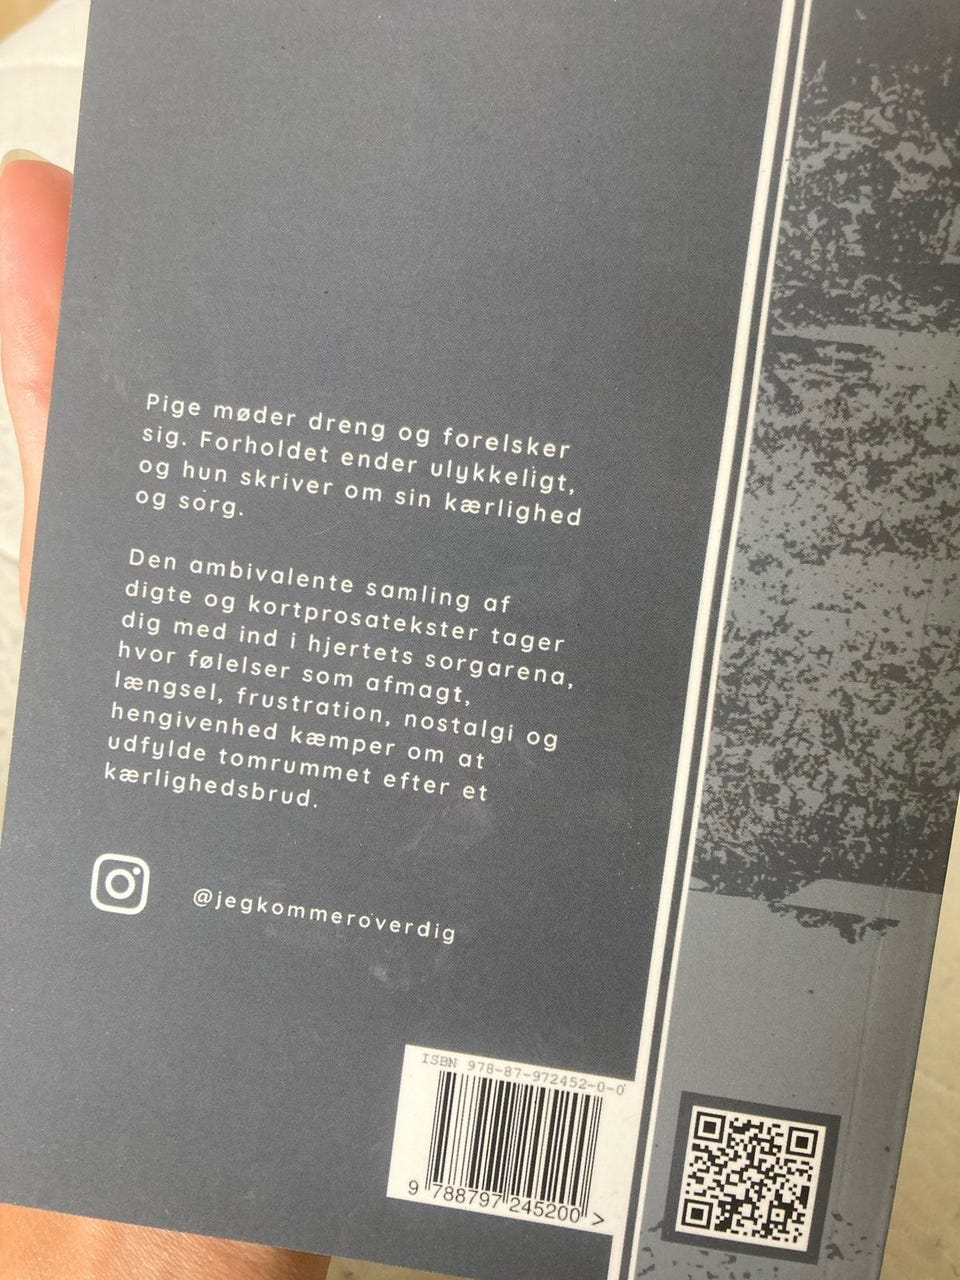 Pige møder dreng og forelsker
sig. Forholdet ender ulykkeligt,
og hun skriver om sin kærlighed
og sorg.
Den ambivalente samling af
digte og kortprosatekster tager
dig med ind i hjertets sorgarena,
hvor følelser som afmagt,
længsel, frustration, nostalgi og
hengivenhed kæmper om at
udfylde tomrummet efter et
kærlighedsbrud.
@jegkommeroverdig
ISBN 978-87-972452-0-0
9 788797 245200 >